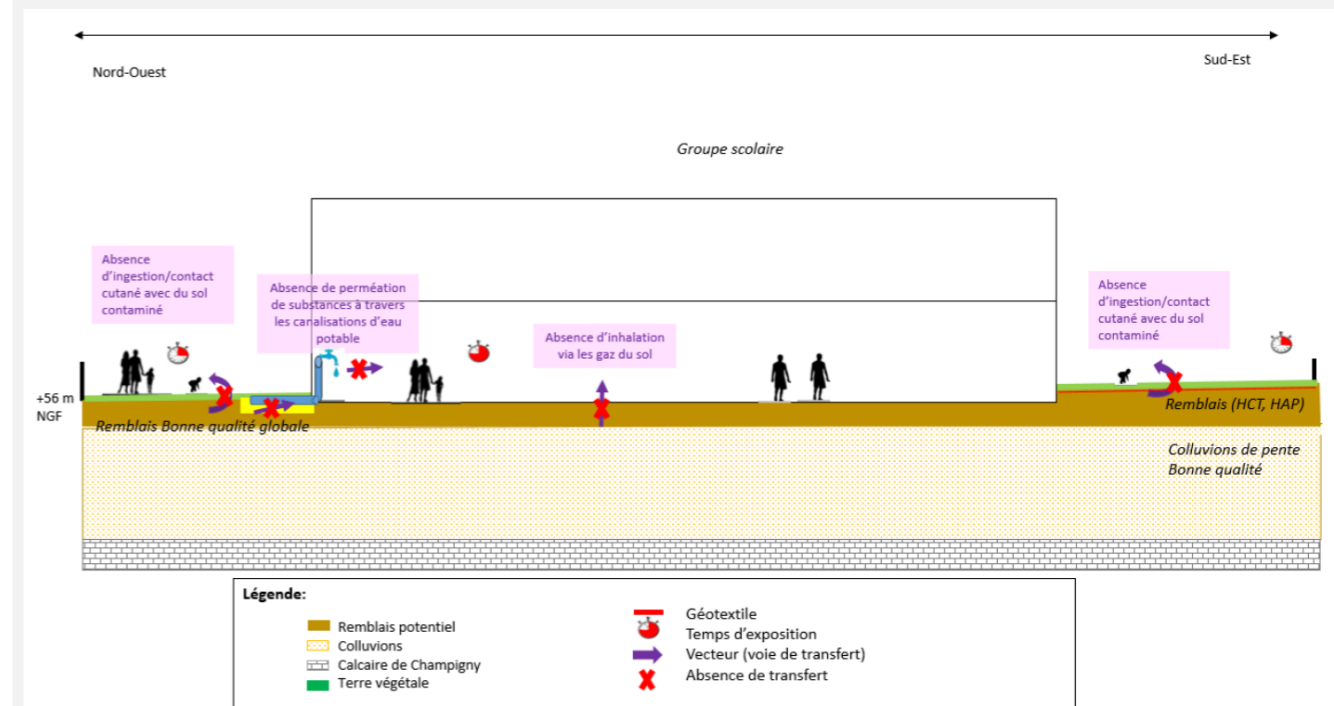 Nord-Ouest
Sud-Est
Groupe scolaire
Absence
d'ingestion/contact
cutané avec du sol
contaminé
Absence de perméation
de substances à travers
les canalisations d'eau
potable
Absence d'inhalation
via les gaz du sol
Absence
d'ingestion/contact
cutané avec du sol
contaminé
+56 m
NGF
Remblais Bonne qualité globale
Remblais (HCT, HAP)
Colluvions de pente
Bonne qualité
Légende:
Remblais potentiel
Colluvions
Calcaire de Champigny
Terre végétale
Géotextile
Temps d'exposition
Vecteur (voie de transfert)
Absence de transfert